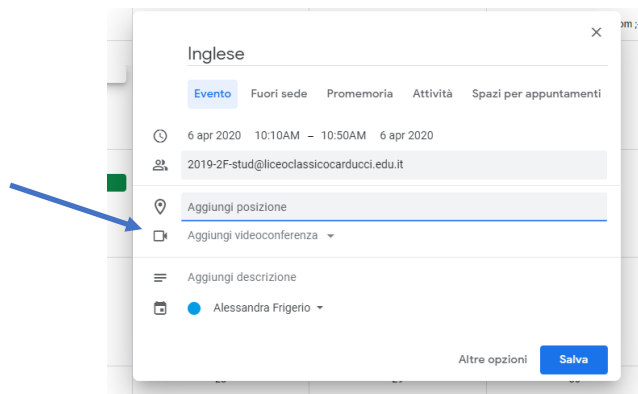 om ;
Inglese
Evento Fuori sede Promemoria Attività Spazi per appuntamenti
6 apr 2020 10:10AM – 10:50AM 6 apr 2020
2019-2F-stud@liceoclassicocarducci.edu.it
Aggiungi posizione
Aggiungi videoconferenza
Aggiungi descrizione
Alessandra Frigerio
Altre opzioni Salva